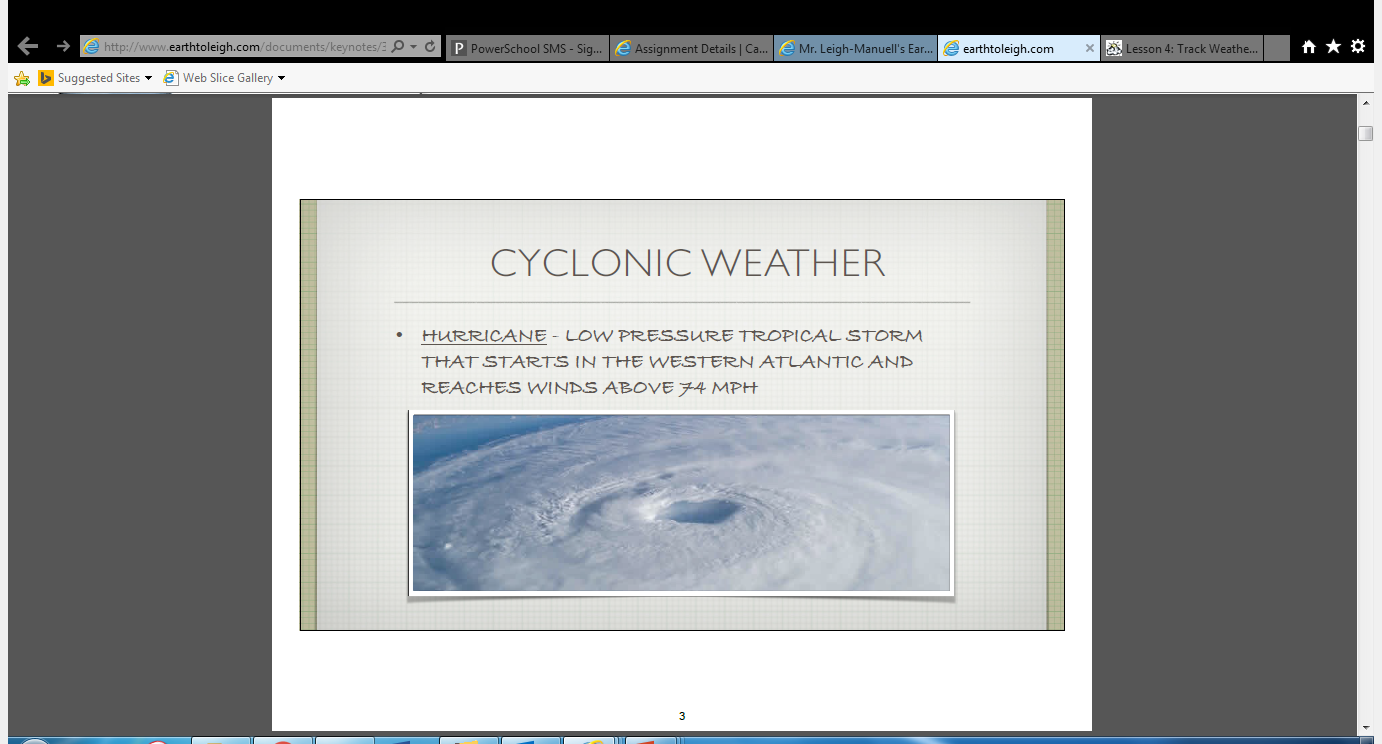 http://www.earthtoleigh.com/documents/keynotes/3
PowerSchool SMS - Sig...
Assignment Details | Ca...
Mr. Leigh-Manuell's Ear...
earthtoleigh.com
Lesson 4: Track Weathe...
Suggested Sites
Web Slice Gallery
CYCLONIC WEATHER
• HURRICANE - LOW PRESSURE TROPICAL STORM
THAT STARTS IN THE WESTERN ATLANTIC AND
REACHES WINDS ABOVE 74 MPH
3